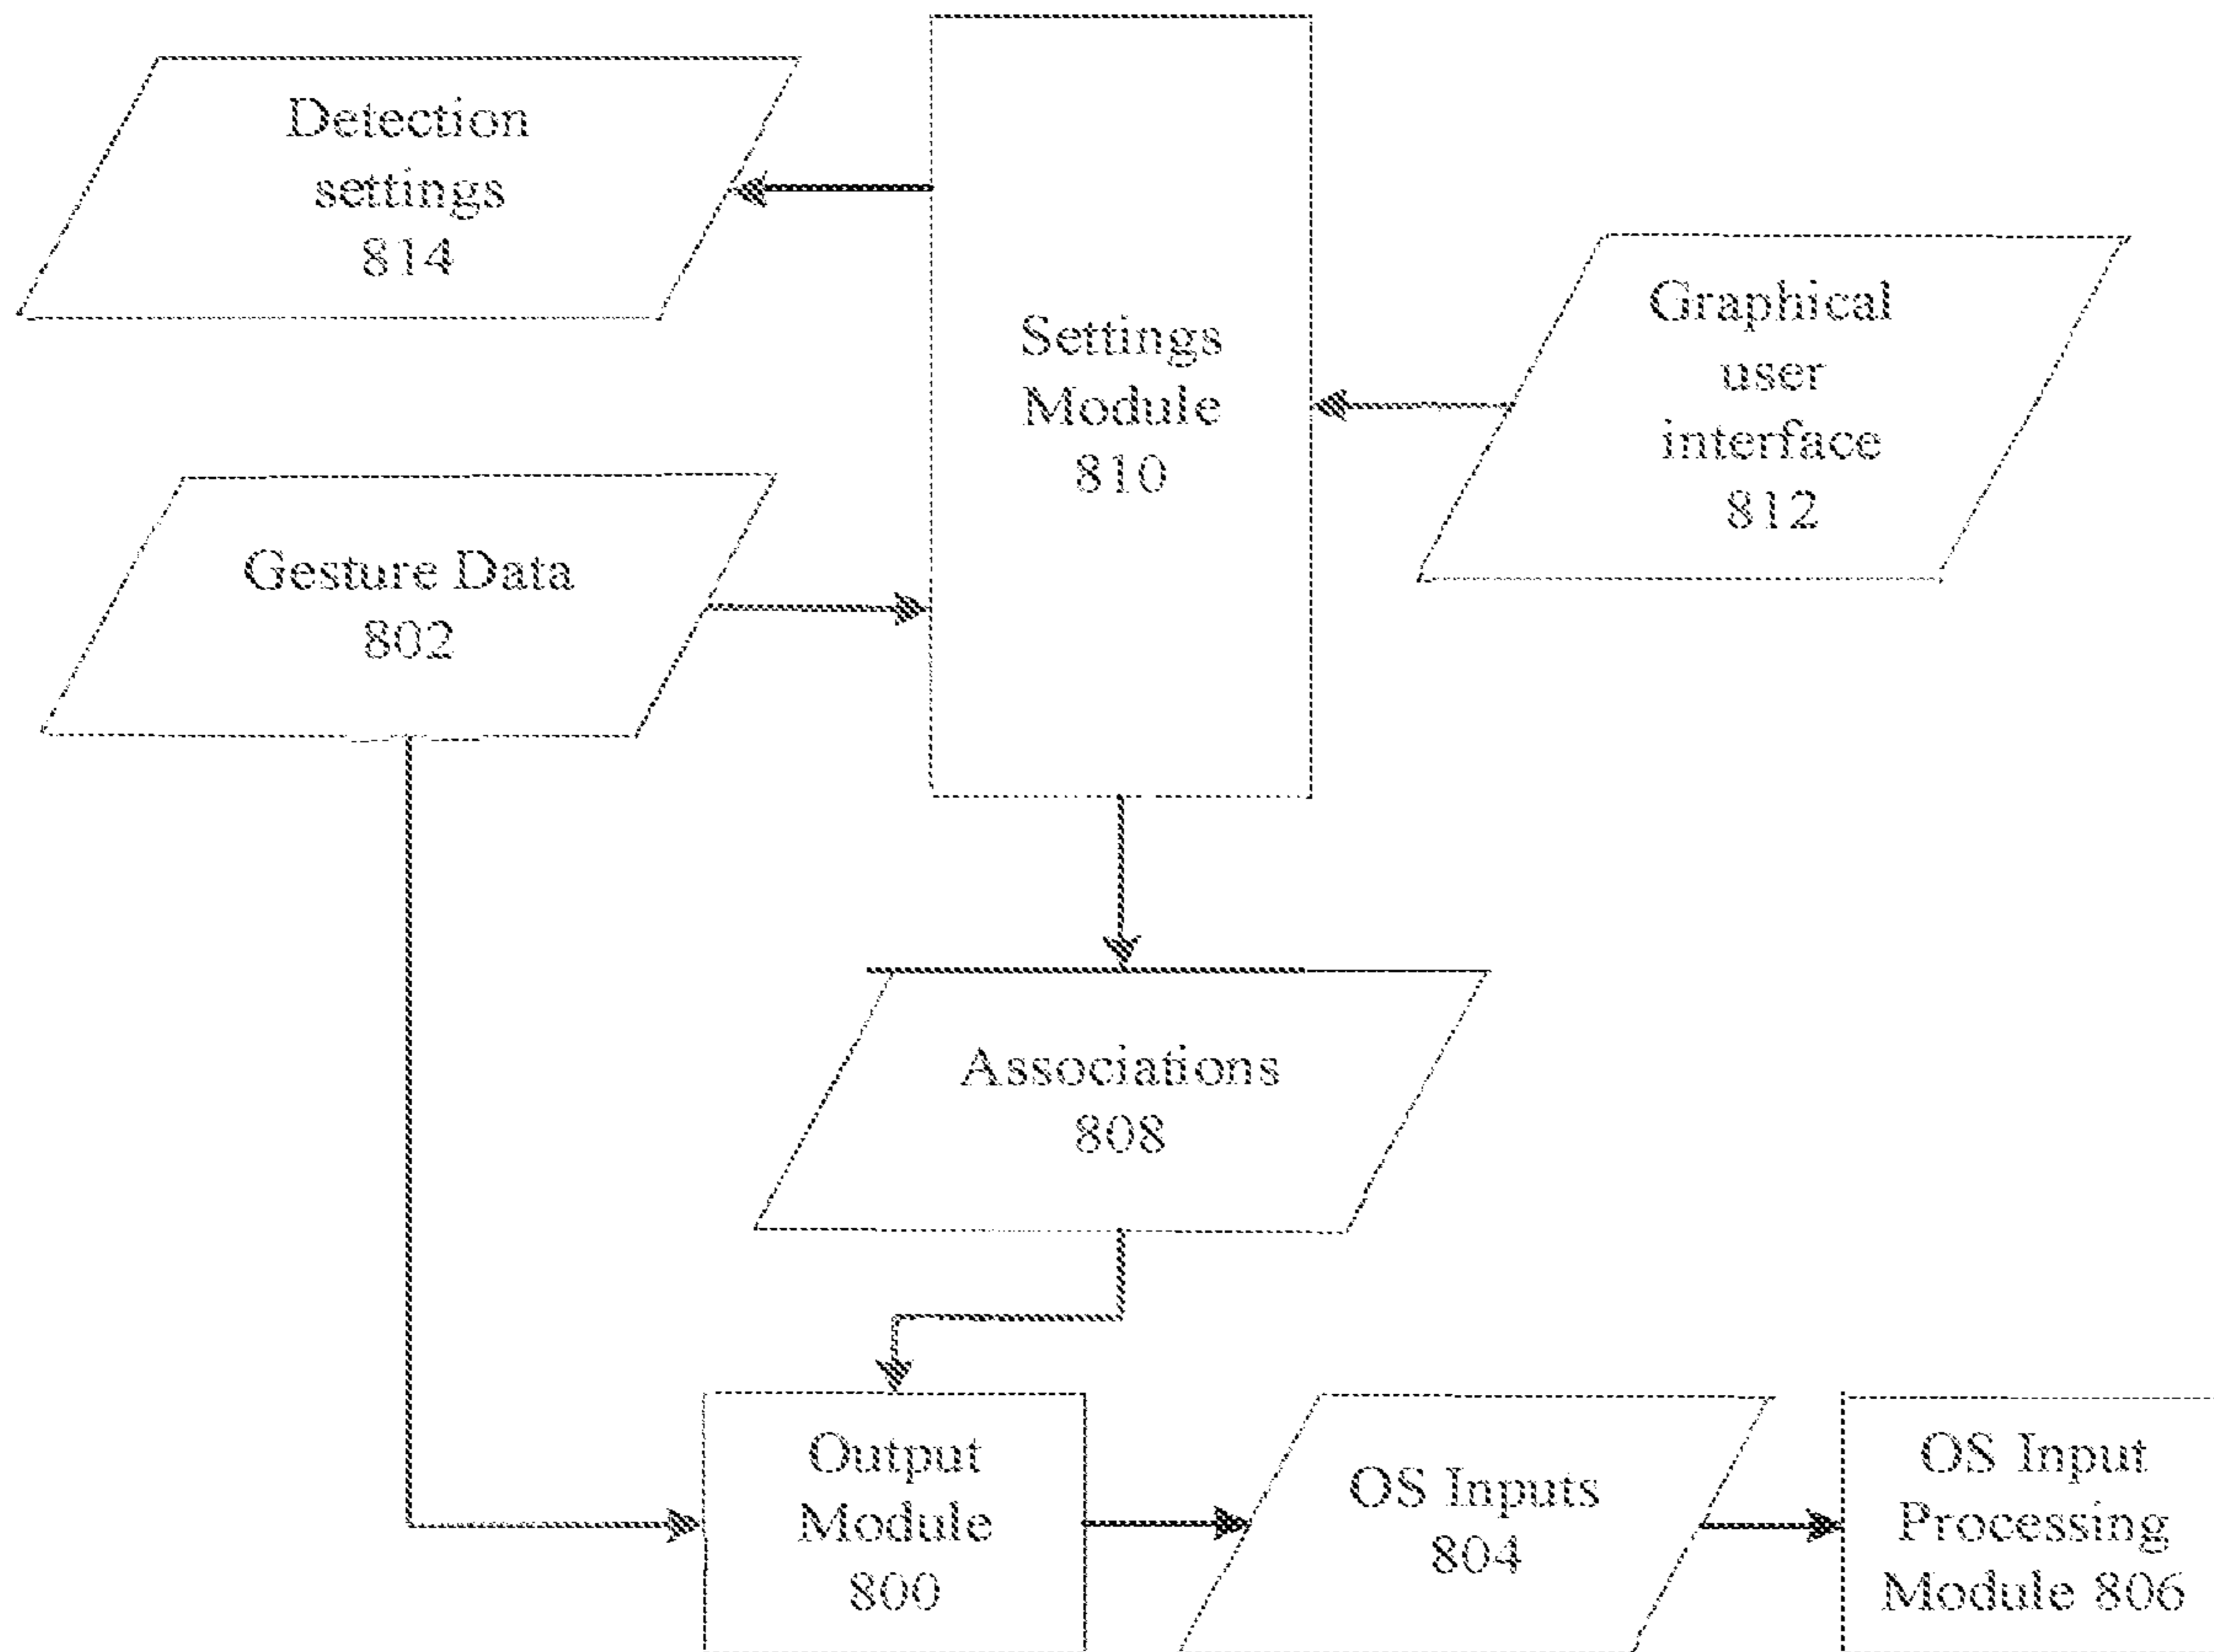 Detection
settings
814
Settings
Module
810
Graphical
user
interface
812
Gesture Data
802
Associations
808
Output
Module
800
OS Inputs
804
OS Input
Processing
Module 806